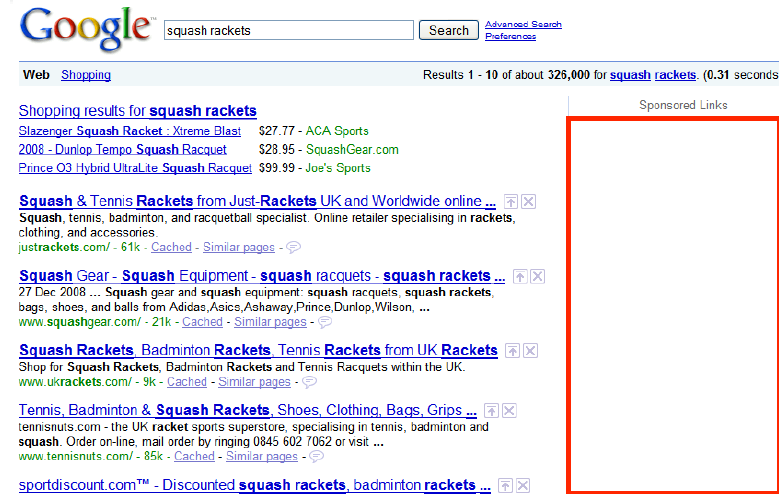 Google™
squash rackets
Search
Advanced Search
Preferences
Web Shopping
Results 1 - 10 of about 326,000 for squash rackets. (0.31 seconds
Sponsored Links
Shopping results for squash rackets
Slazenger Squash Racket : Xtreme Blast $27.77 - ACA Sports
2008 - Dunlop Tempo Squash Racquet $28.95 - SquashGear.com
Prince O3 Hybrid UltraLite Squash Racquet $99.99 - Joe's Sports
Squash & Tennis Rackets from Just-Rackets UK and Worldwide online ...
Squash, tennis, badminton, and racquetball specialist. Online retailer specialising in rackets,
clothing, and accessories.
justrackets.com/ - 61k - Cached - Similar pages -
Squash Gear - Squash Equipment - squash racquets - squash rackets ...
27 Dec 2008 ... Squash gear and squash equipment: squash racquets, squash rackets,
bags, shoes, and balls from Adidas,Asics,Ashaway,Prince,Dunlop,Wilson, ...
www.squashgear.com/ - 21k - Cached - Similar pages -
Squash Rackets, Badminton Rackets, Tennis Rackets from UK Rackets
Shop for Squash Rackets, Badminton Rackets and Tennis Racquets within the UK.
www.ukrackets.com/ - 9k - Cached - Similar pages -
Tennis, Badminton & Squash Rackets, Shoes, Clothing, Bags, Grips ...
tennisnuts.com - the UK racket sports superstore, specialising in tennis, badminton and
squash. Order on-line, mail order by ringing 0845 602 7062 or visit ...
www.tennisnuts.com/ - 85k - Cached - Similar pages -
sportdiscount.com™ - Discounted squash rackets, badminton rackets ...